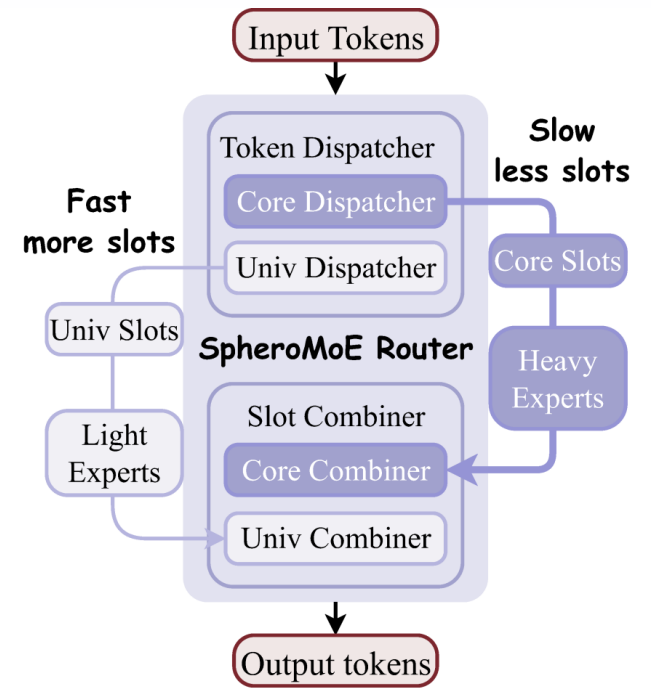 Input Tokens
Token Dispatcher
Core Dispatcher
Univ Dispatcher
Slow
less slots
Fast
more slots
Core Slots
Univ Slots
SpheroMoE Router
Heavy
Experts
Light
Experts
Slot Combiner
Core Combiner
Univ Combiner
Output tokens